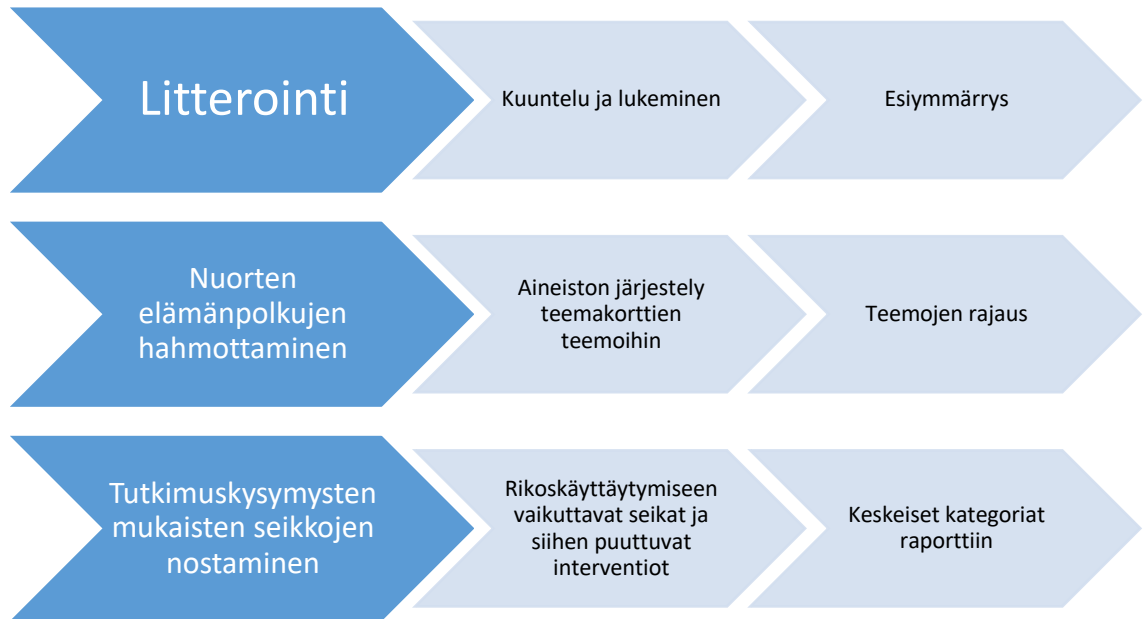 Litterointi
Kuuntelu ja lukeminen
Esiymmärrys
Nuorten
elämänpolkujen
hahmottaminen
Aineiston järjestely
teemakorttien
teemoihin
Teemojen rajaus
Tutkimuskysymysten
mukaisten seikkojen
nostaminen
Rikoskäyttäytymiseen
vaikuttavat seikat ja
siihen puuttuvat
interventiot
Keskeiset kategoriat
raporttiin